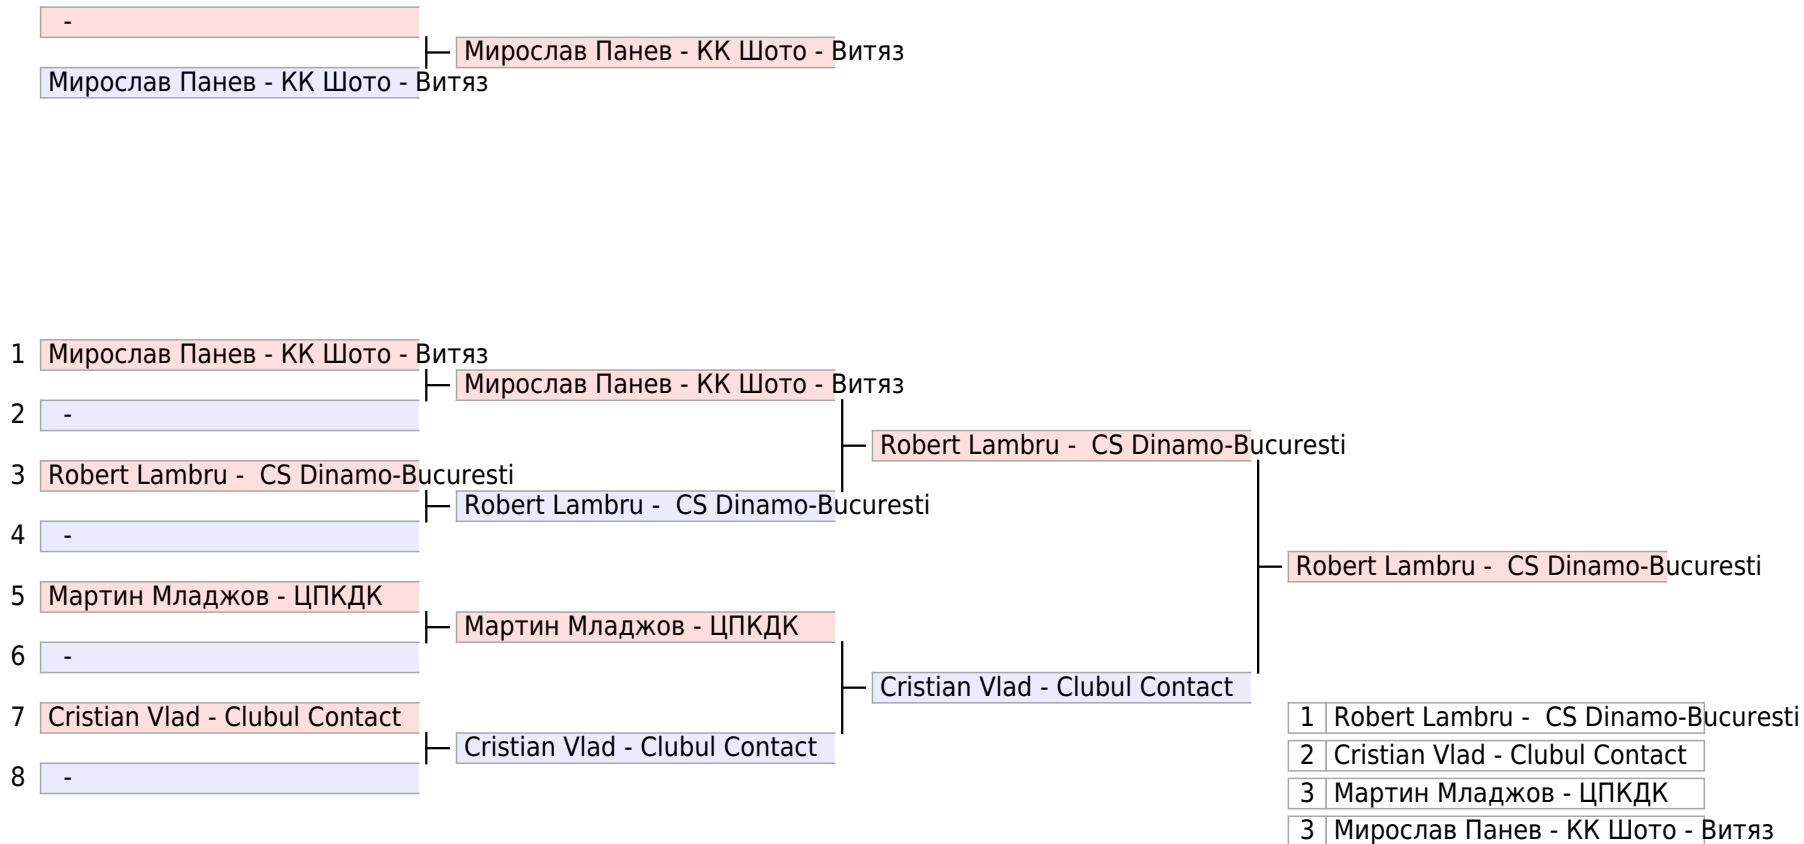 -
Мирослав Панев - КК Шото - Витяз
Мирослав Панев - КК Шото - Витяз
1 Мирослав Панев - КК Шото - Витяз
Мирослав Панев - КК Шото - Витяз
2 -
Robert Lambru -  CS Dinamo-Bucuresti
3 Robert Lambru -  CS Dinamo-Bucuresti
Robert Lambru -  CS Dinamo-Bucuresti
4 -
Robert Lambru -  CS Dinamo-Bucuresti
5 Мартин Младжов - ЦПКДК
Мартин Младжов - ЦПКДК
6 -
Cristian Vlad - Clubul Contact
7 Cristian Vlad - Clubul Contact
Cristian Vlad - Clubul Contact
8 -
1 Robert Lambru -  CS Dinamo-Bucuresti
2 Cristian Vlad - Clubul Contact
3 Мартин Младжов - ЦПКДК
3 Мирослав Панев - КК Шото - Витяз